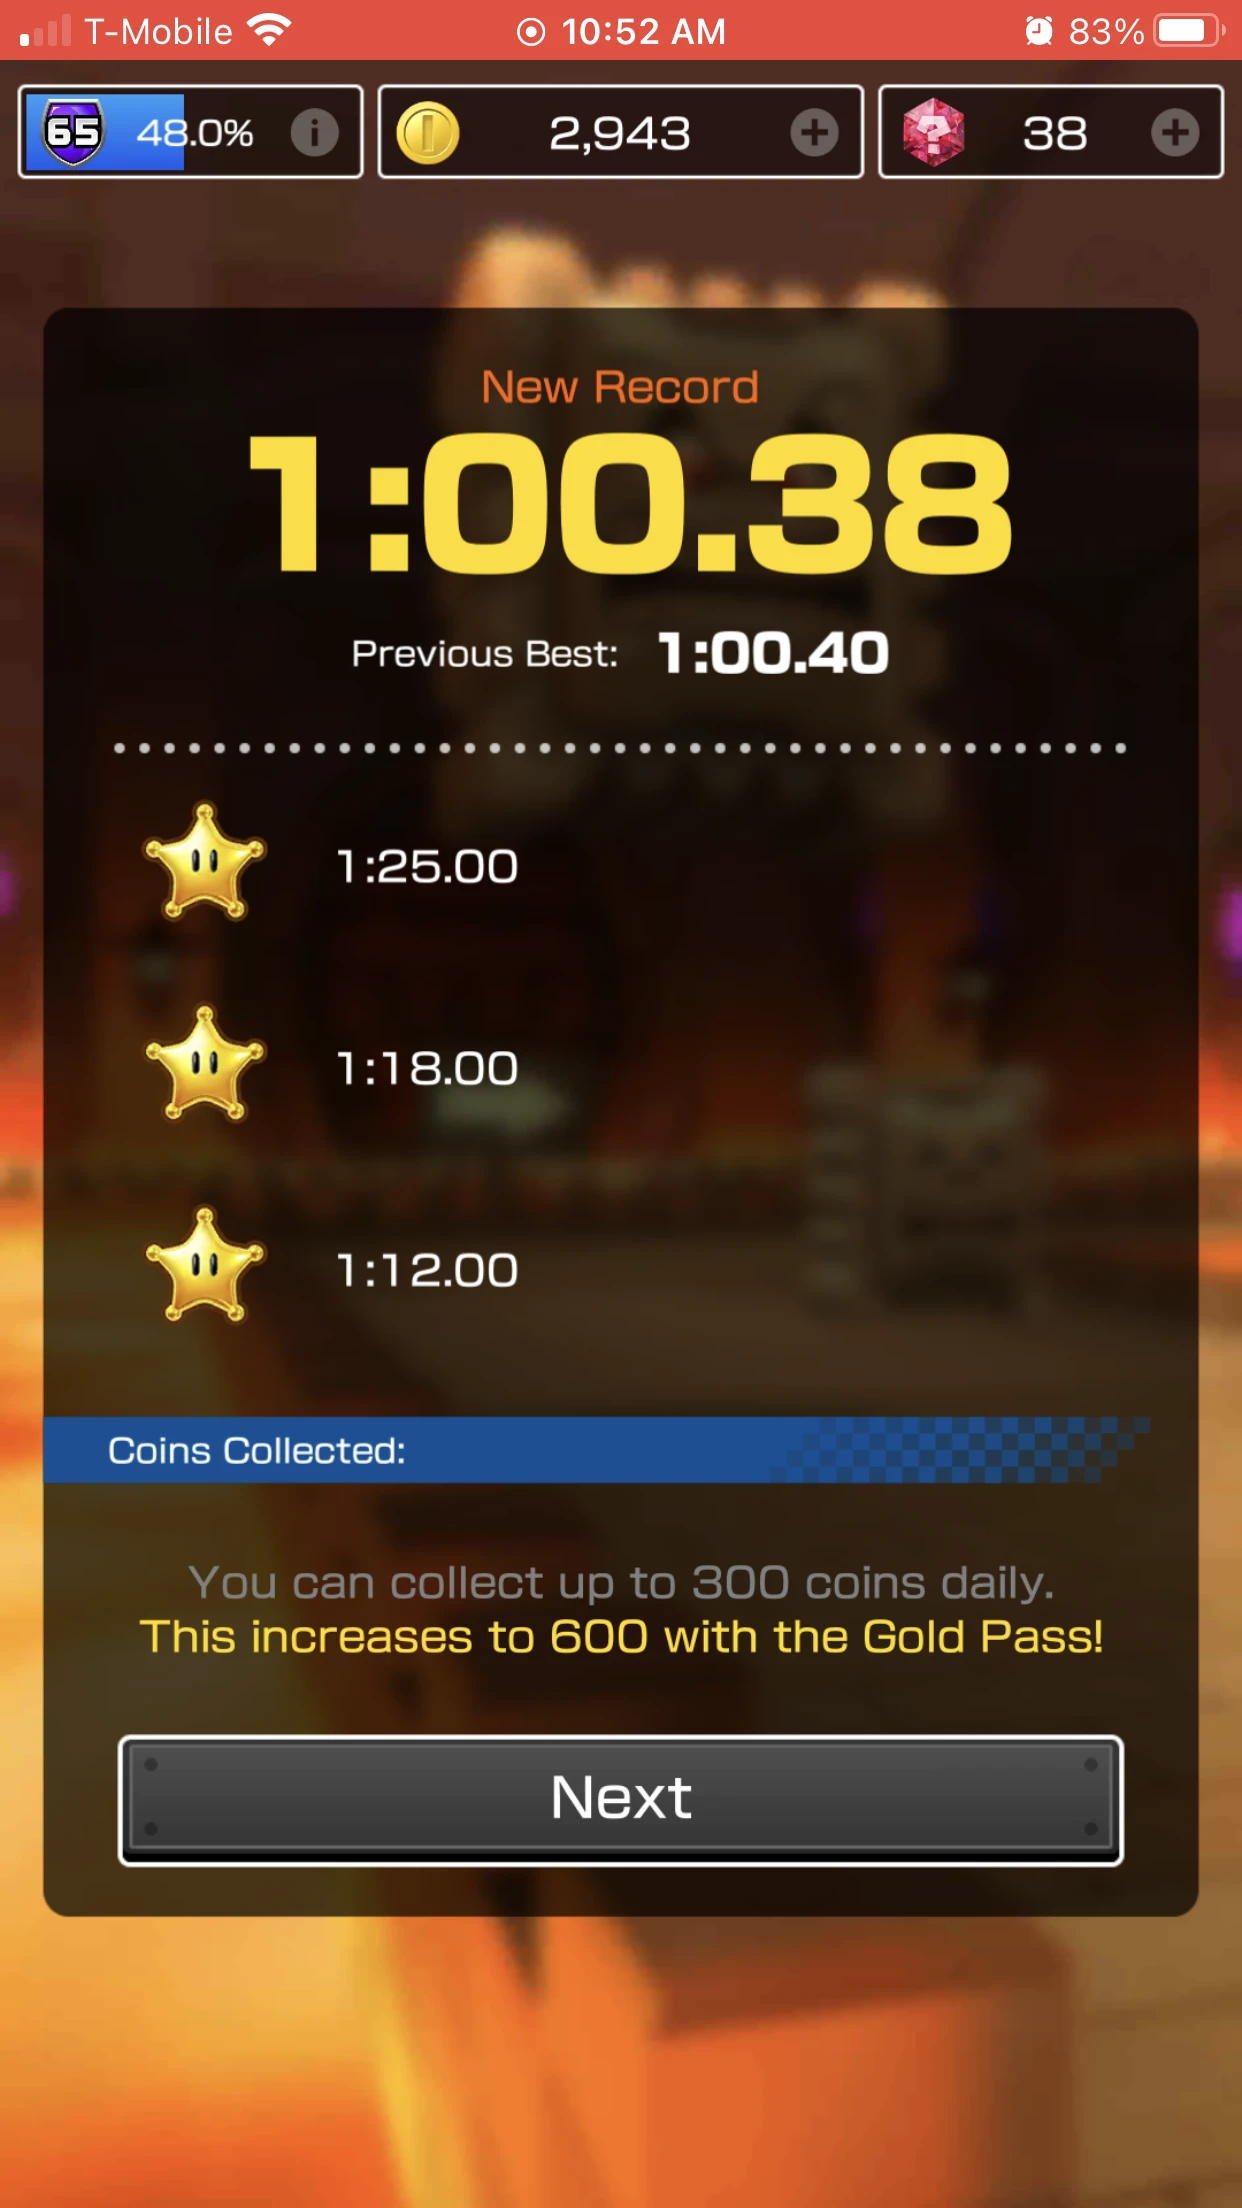 T-Mobile 10:52 AM 83%
65 48.0% i 2,943 + ? 38 +
New Record
1:00.38
Previous Best: 1:00.40
1:25.00
1:18.00
1:12.00
Coins Collected:
You can collect up to 300 coins daily.
This increases to 600 with the Gold Pass!
Next